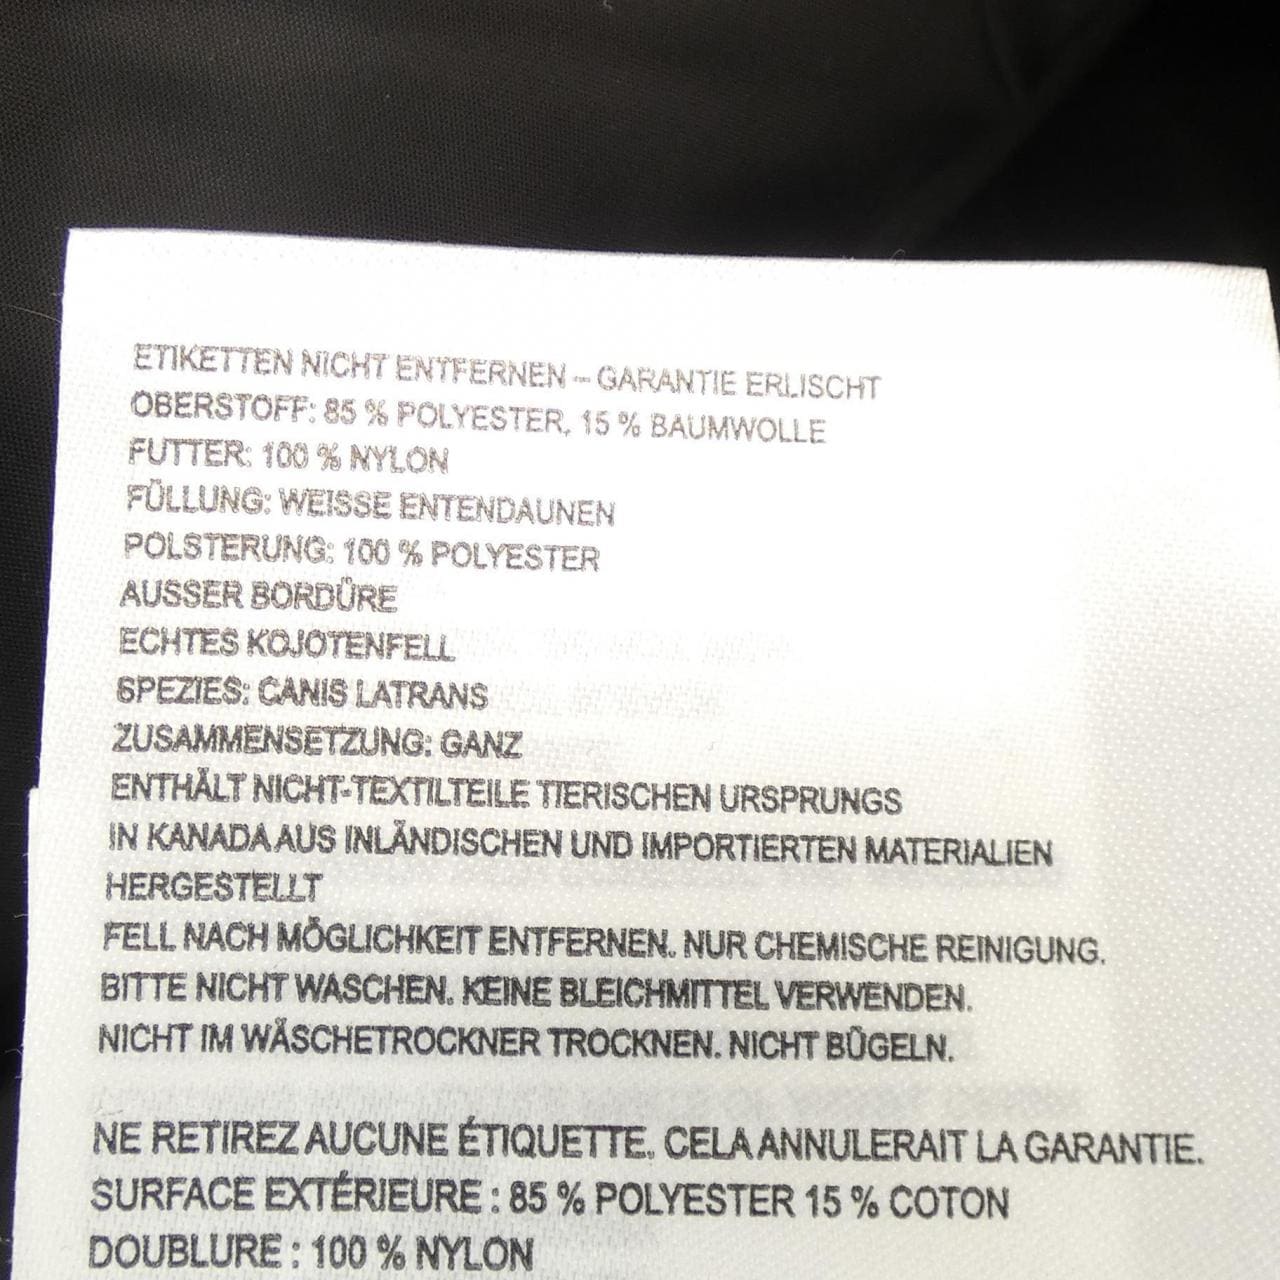 ETIKETTEN NICHT ENTFERNEN – GARANTIE ERLISCHT
OBERSTOFF: 85 % POLYESTER, 15 % BAUMWOLLE
FUTTER: 100 % NYLON
FÜLLUNG: WEISSE ENTENDAUNEN
POLSTERUNG: 100 % POLYESTER
AUSSER BORDÜRE
ECHTES KOJOTENFELL
SPEZIES: CANIS LATRANS
ZUSAMMENSETZUNG: GANZ
ENTHÄLT NICHT-TEXTILTEILE TIERISCHEN URSPRUNGS
IN KANADA AUS INLÄNDISCHEN UND IMPORTIERTEN MATERIALIEN
HERGESTELLT
FELL NACH MÖGLICHKEIT ENTFERNEN. NUR CHEMISCHE REINIGUNG.
BITTE NICHT WASCHEN. KEINE BLEICHMITTEL VERWENDEN.
NICHT IM WÄSCHETROCKNER TROCKNEN. NICHT BÜGELN.
NE RETIREZ AUCUNE ÉTIQUETTE. CELA ANNULERAIT LA GARANTIE.
SURFACE EXTÉRIEURE : 85 % POLYESTER 15 % COTON
DOUBLURE : 100 % NYLON